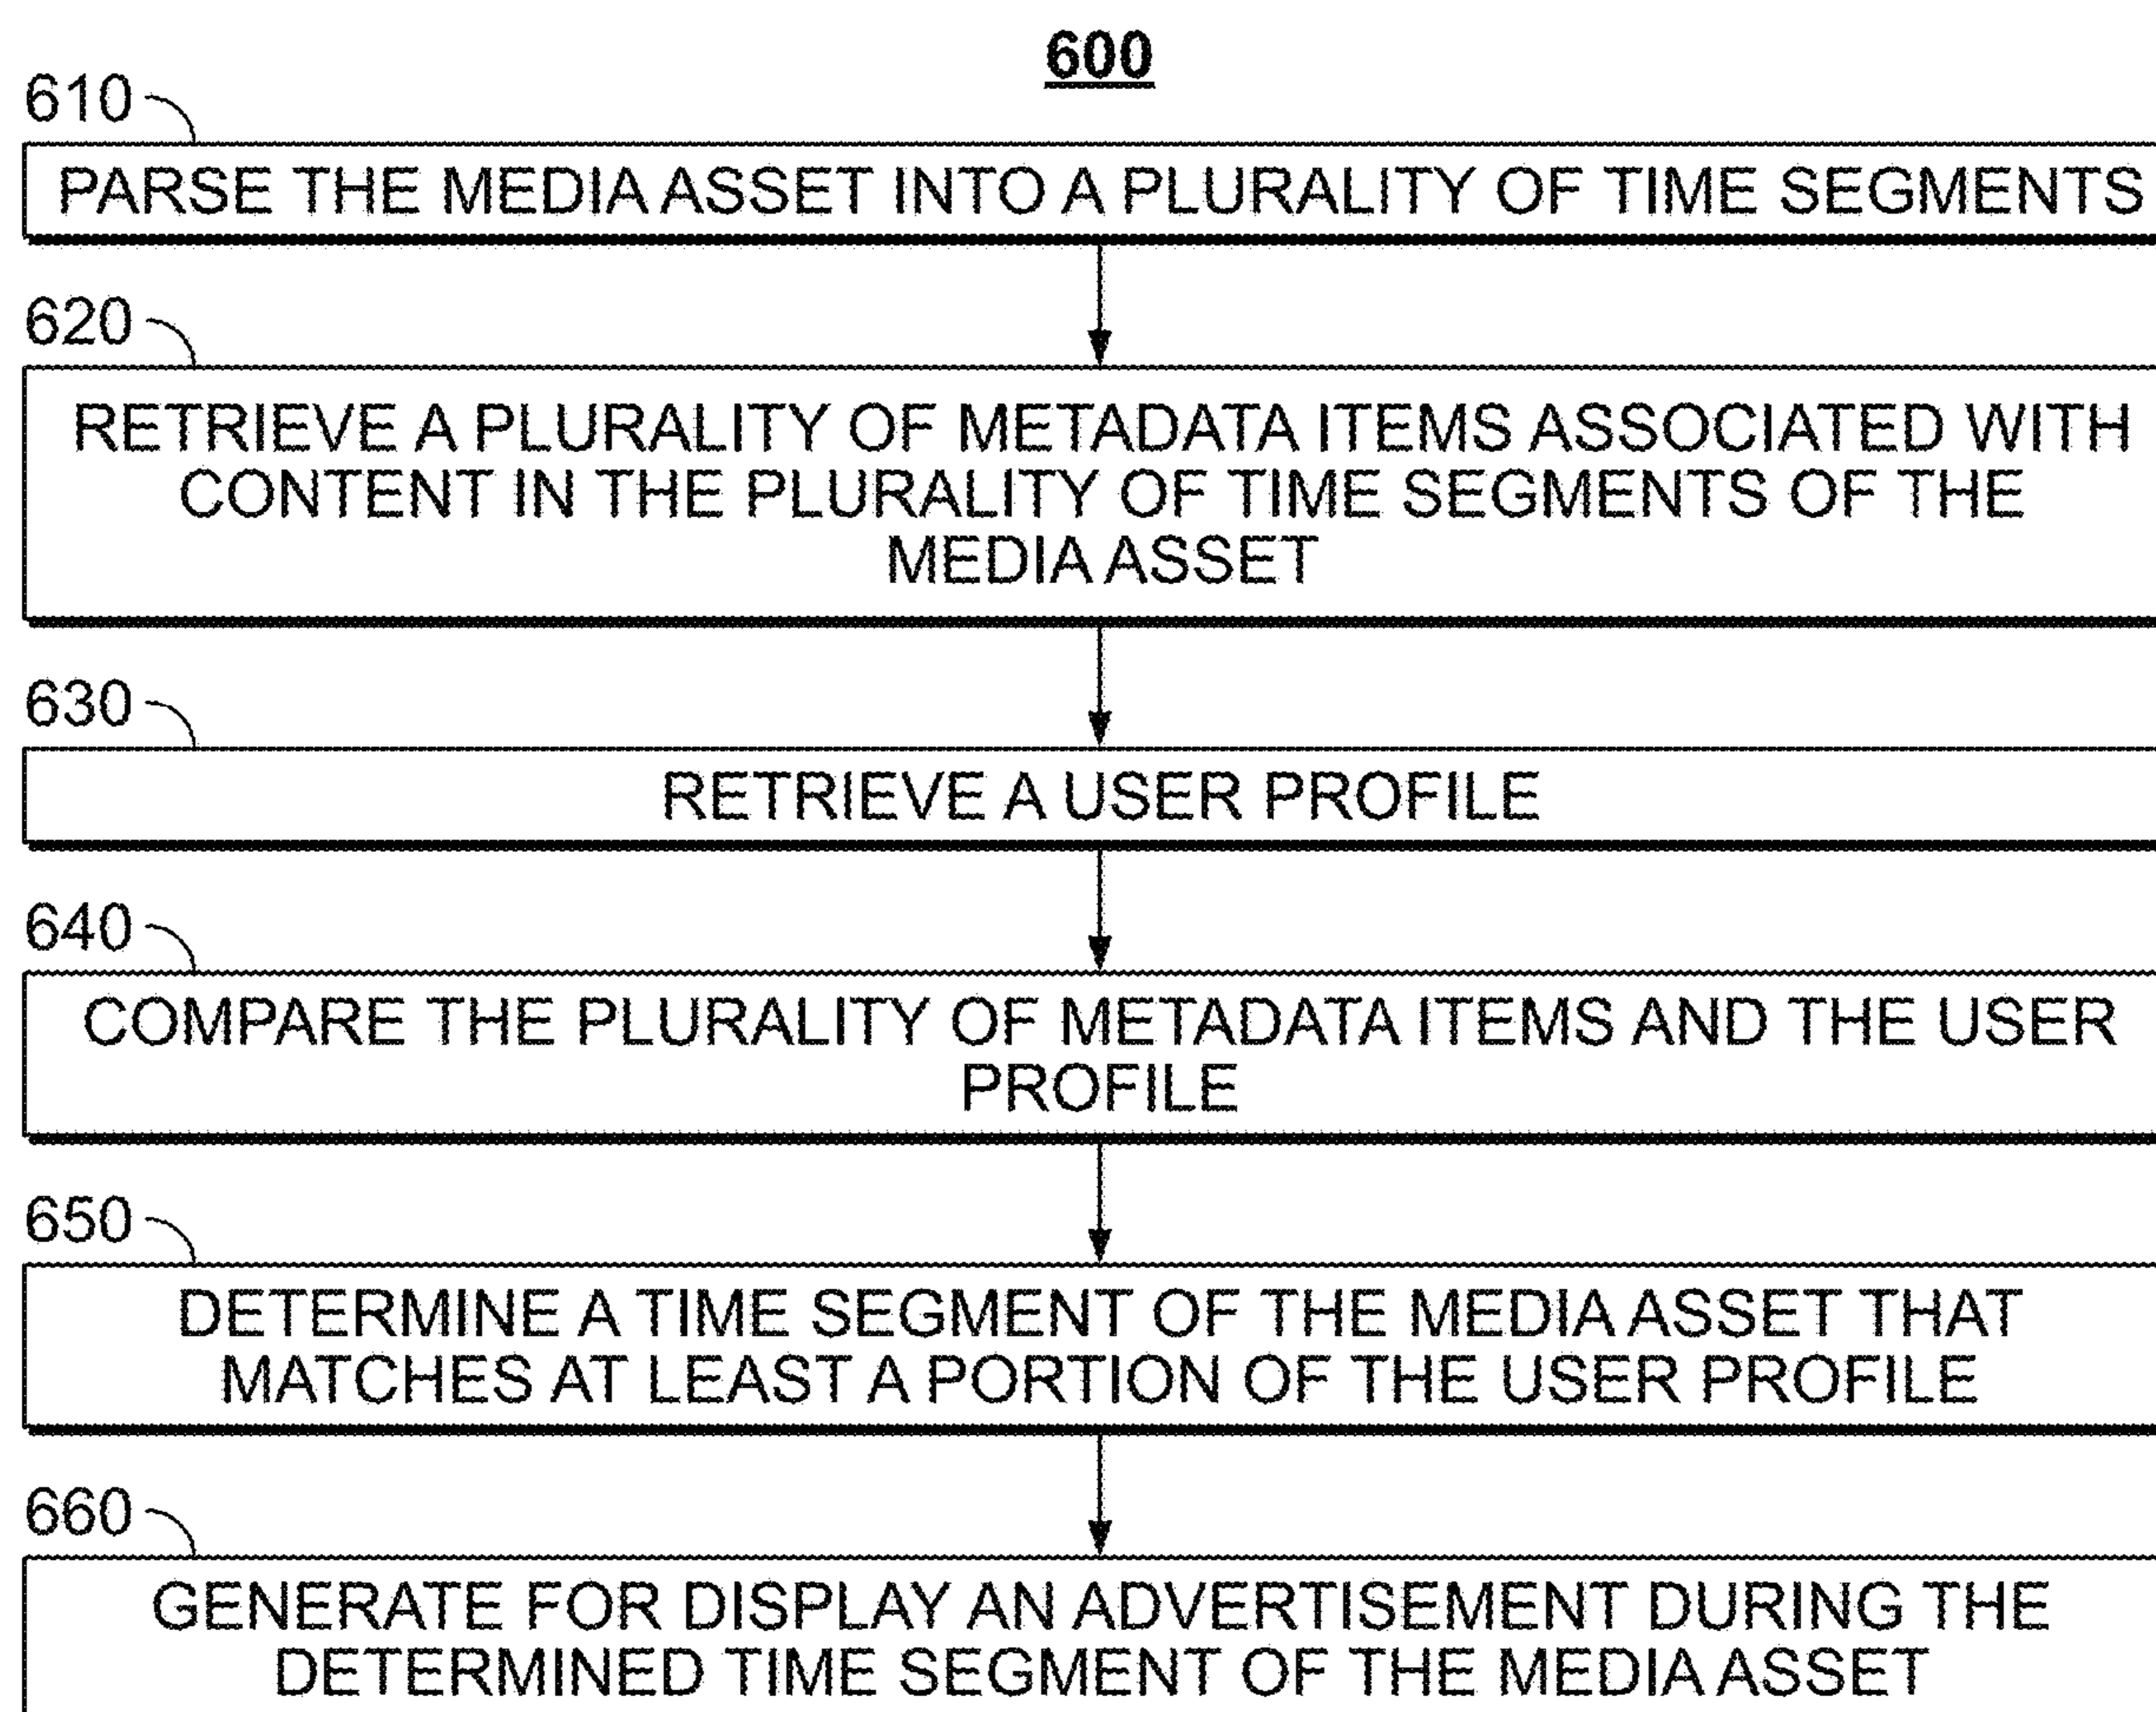 600
610
PARSE THE MEDIA ASSET INTO A PLURALITY OF TIME SEGMENTS
620
RETRIEVE A PLURALITY OF METADATA ITEMS ASSOCIATED WITH
CONTENT IN THE PLURALITY OF TIME SEGMENTS OF THE
MEDIA ASSET
630
RETRIEVE A USER PROFILE
640
COMPARE THE PLURALITY OF METADATA ITEMS AND THE USER
PROFILE
650
DETERMINE A TIME SEGMENT OF THE MEDIA ASSET THAT
MATCHES AT LEAST A PORTION OF THE USER PROFILE
660
GENERATE FOR DISPLAY AN ADVERTISEMENT DURING THE
DETERMINED TIME SEGMENT OF THE MEDIA ASSET